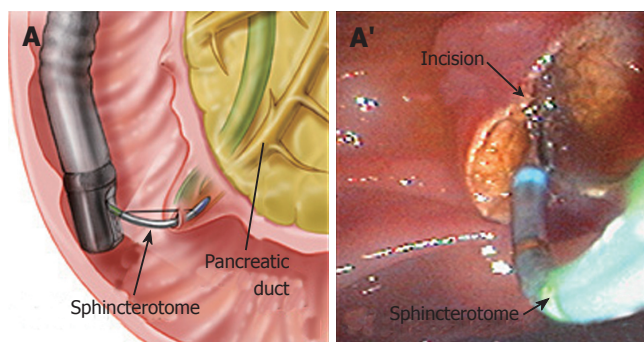 A
Pancreatic
duct
Sphincterotome
A'
Incision
Sphincterotome